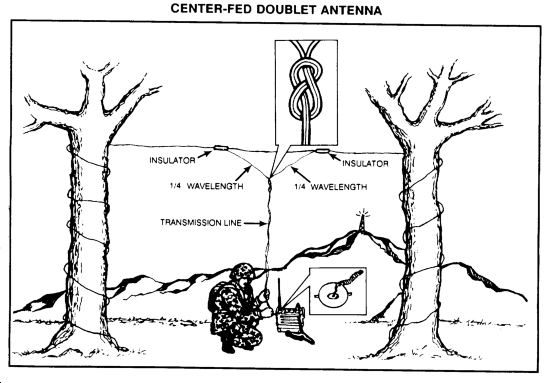 CENTER-FED DOUBLET ANTENNA
INSULATOR
INSULATOR
1/4 WAVELENGTH
1/4 WAVELENGTH
TRANSMISSION LINE